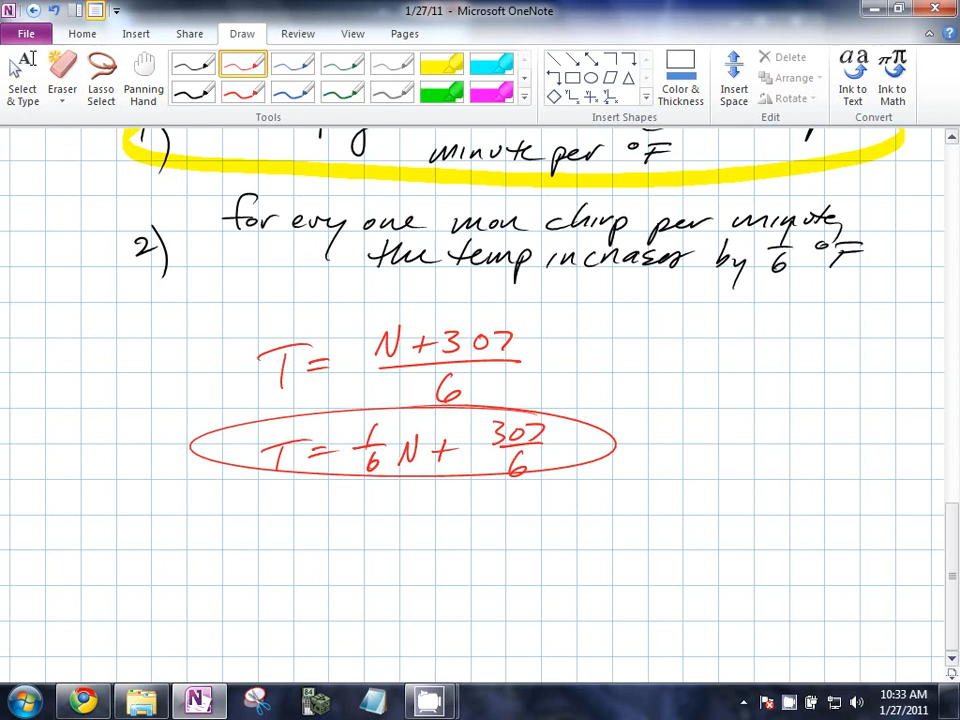 1/27/11 - Microsoft OneNote
File Home Insert Share Draw Review View Pages
Select & Type
Eraser
Lasso Select
Panning Hand
Tools
Insert Shapes
Color & Thickness
Insert Space
Delete
Arrange
Rotate
Edit
Ink to Text
Ink to Math
Convert
1)
minute per °F
2) for evry one mon chirp per minute,
the temp increases by 1/6 °F
T = (N+307)/6
T = 1/6 N + 307/6
10:33 AM
1/27/2011